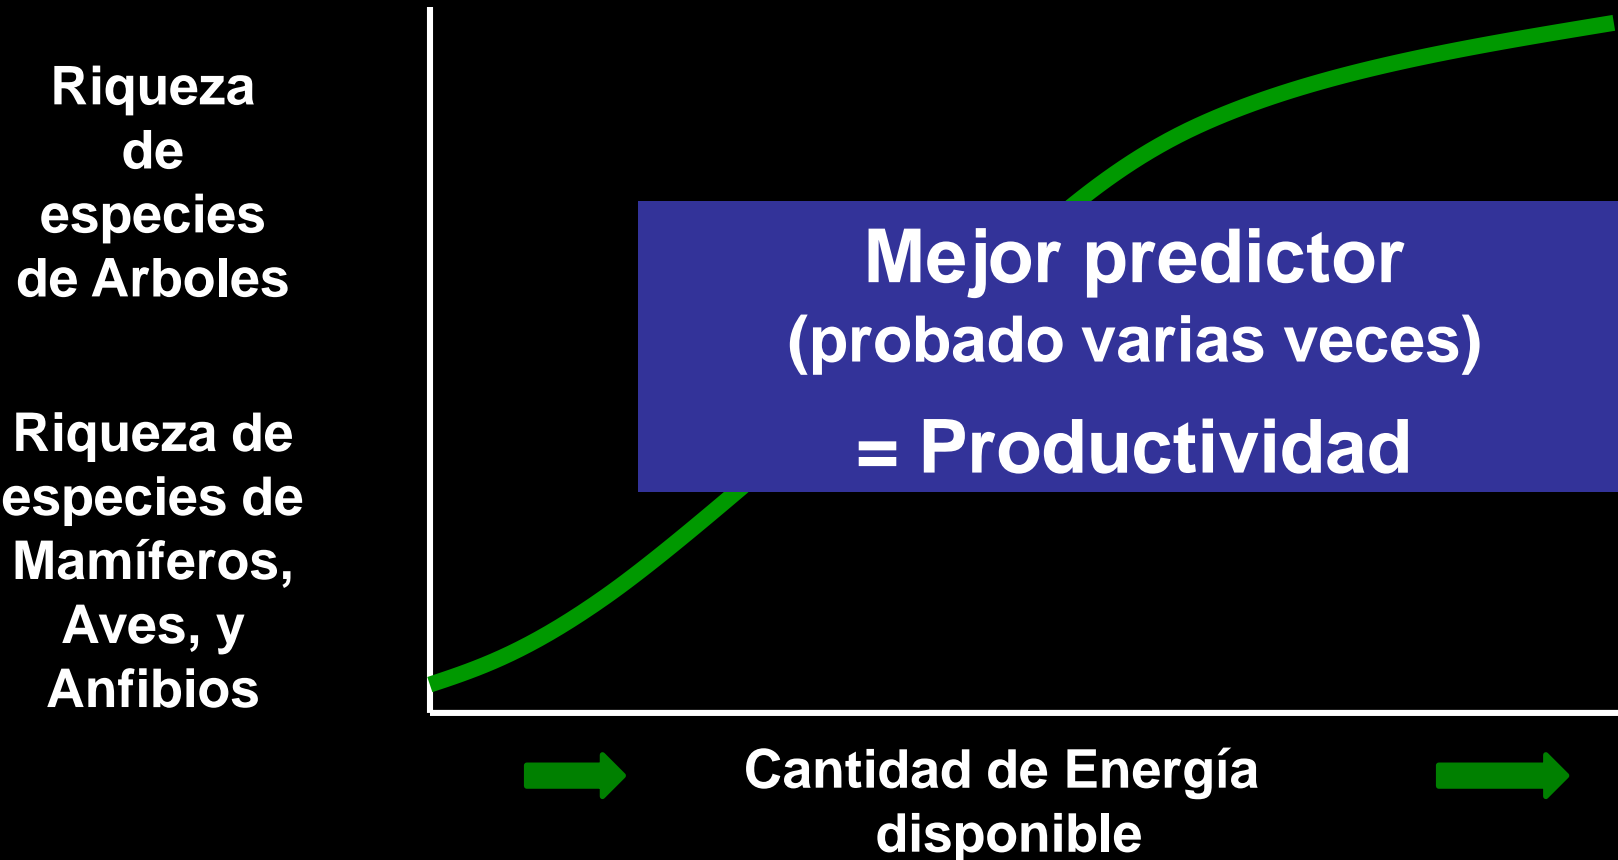 Riqueza
de
especies
de Arboles
Riqueza de
especies de
Mamíferos,
Aves, y
Anfibios
Mejor predictor
(probado varias veces)
= Productividad
Cantidad de Energía
disponible